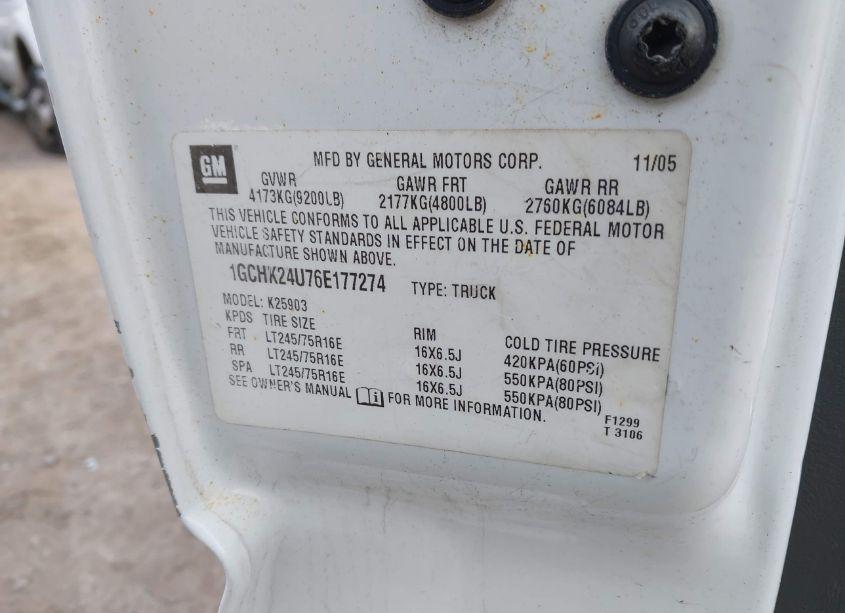 GM
MFD BY GENERAL MOTORS CORP. 11/05
GVWR GAWR FRT GAWR RR
4173KG(9200LB) 2177KG(4800LB) 2760KG(6084LB)
THIS VEHICLE CONFORMS TO ALL APPLICABLE U.S. FEDERAL MOTOR
VEHICLE SAFETY STANDARDS IN EFFECT ON THE DATE OF
MANUFACTURE SHOWN ABOVE.
1GCHK24U76E177274 TYPE: TRUCK
MODEL: K25903
KPDS TIRE SIZE RIM COLD TIRE PRESSURE
FRT LT245/75R16E 16X6.5J 420KPA(60PSI)
RR LT245/75R16E 16X6.5J 550KPA(80PSI)
SPA LT245/75R16E 16X6.5J 550KPA(80PSI)
SEE OWNER'S MANUAL FOR MORE INFORMATION.
F1299
T 3106